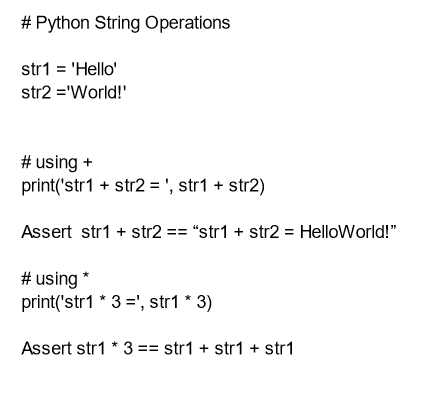 # Python String Operations
str1 = 'Hello'
str2 ='World!'
# using +
print('str1 + str2 = ', str1 + str2)
Assert  str1 + str2 == “str1 + str2 = HelloWorld!”
# using *
print('str1 * 3 =', str1 * 3)
Assert str1 * 3 == str1 + str1 + str1